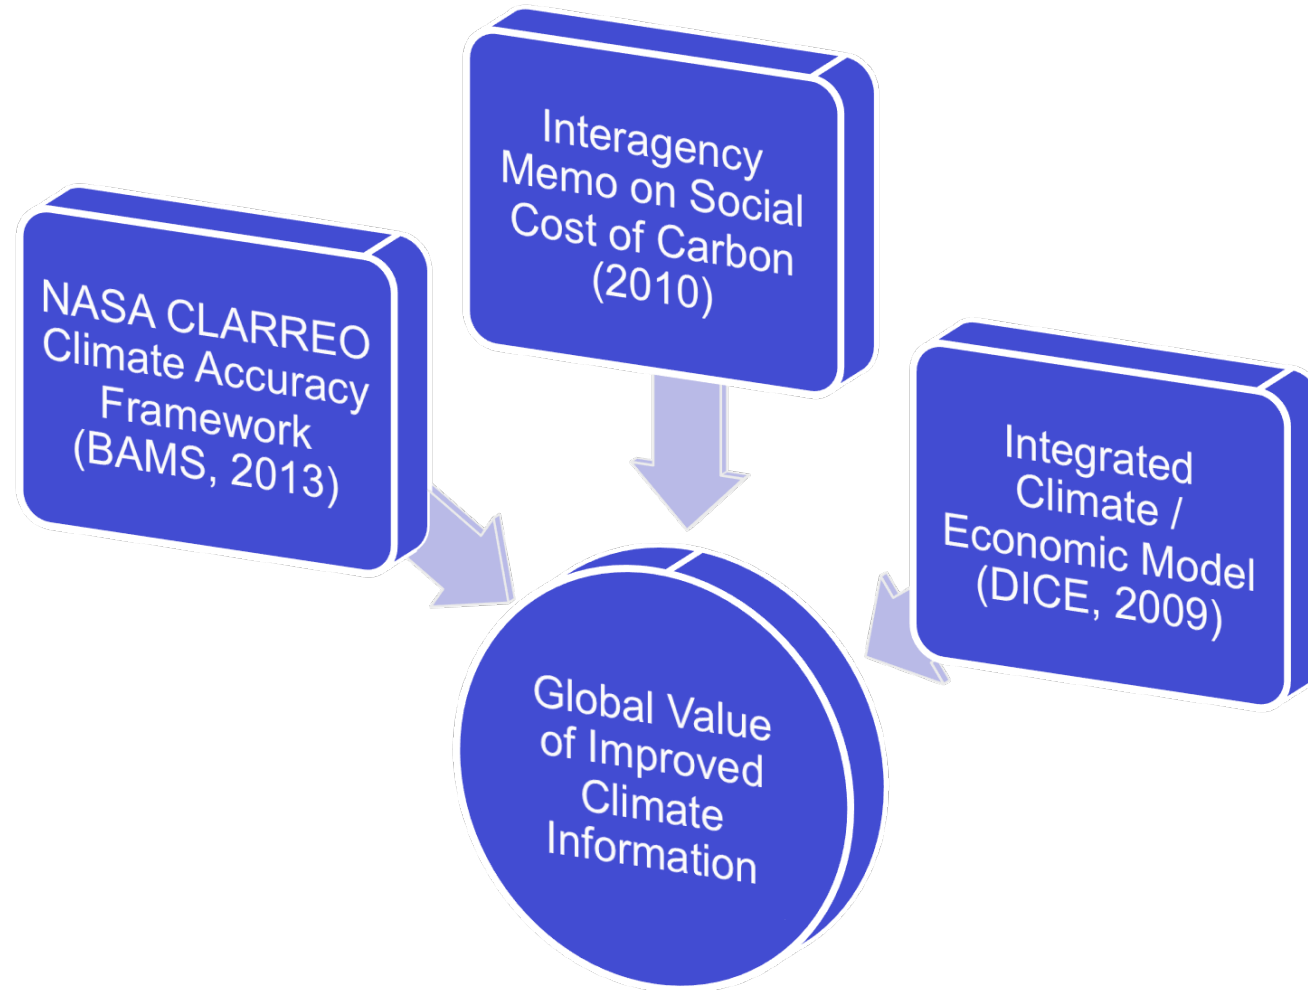 Interagency
Memo on Social
Cost of Carbon
(2010)
NASA CLARREO
Climate Accuracy
Framework
(BAMS, 2013)
Integrated
Climate /
Economic Model
(DICE, 2009)
Global Value
of Improved
Climate
Information